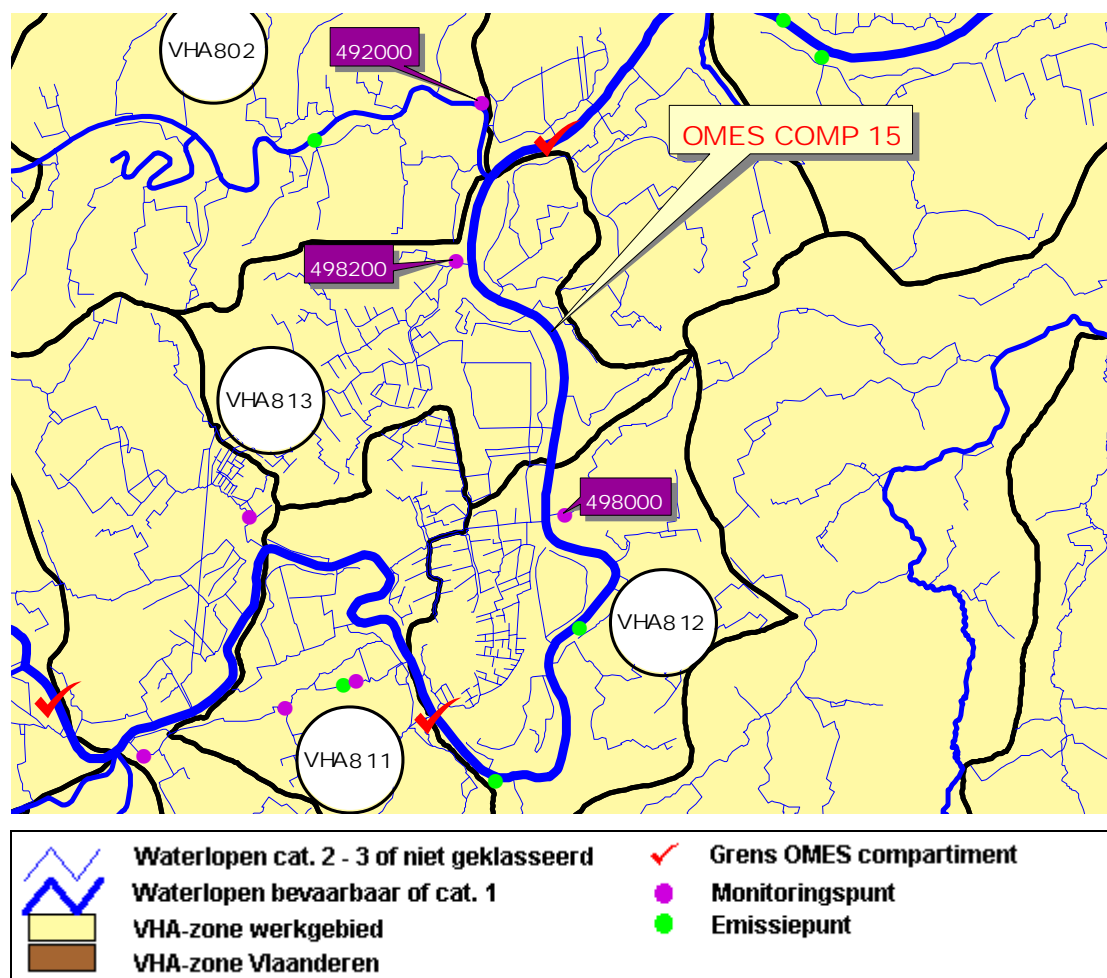 VHA802
492000
OMES COMP 15
498200
VHA813
498000
VHA812
VHA811
Waterlopen cat. 2 - 3 of niet geklasseerd
Waterlopen bevaarbaar of cat. 1
VHA-zone werkgebied
VHA-zone Vlaanderen
Grens OMES compartiment
Monitoringspunt
Emissiepunt